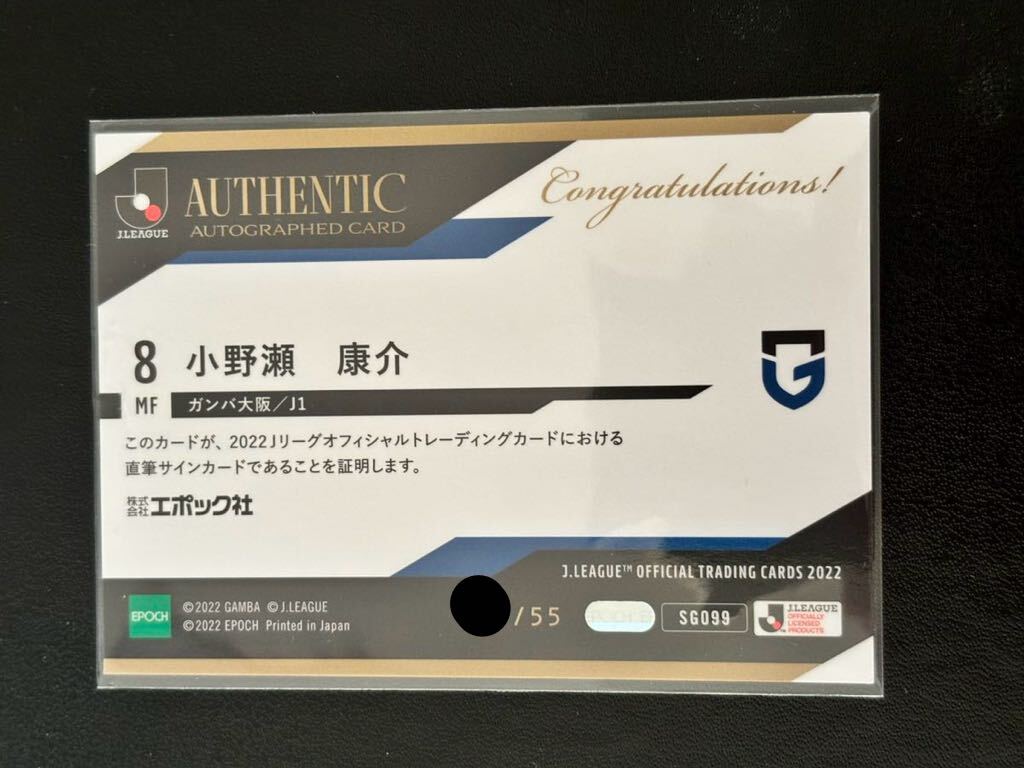 J.LEAGUE
AUTHENTIC
AUTOGRAPHED CARD
Congratulations!
8 小野瀬 康介
MF ガンバ大阪／J1
G
このカードが、2022Jリーグオフィシャルトレーディングカードにおける
直筆サインカードであることを証明します。
株式会社エポック社
J.LEAGUE™ OFFICIAL TRADING CARDS 2022
EPOCH
©2022 GAMBA ©J.LEAGUE
©2022 EPOCH Printed in Japan
/55
SG099
J.LEAGUE
OFFICIALLY
LICENSED
PRODUCTS